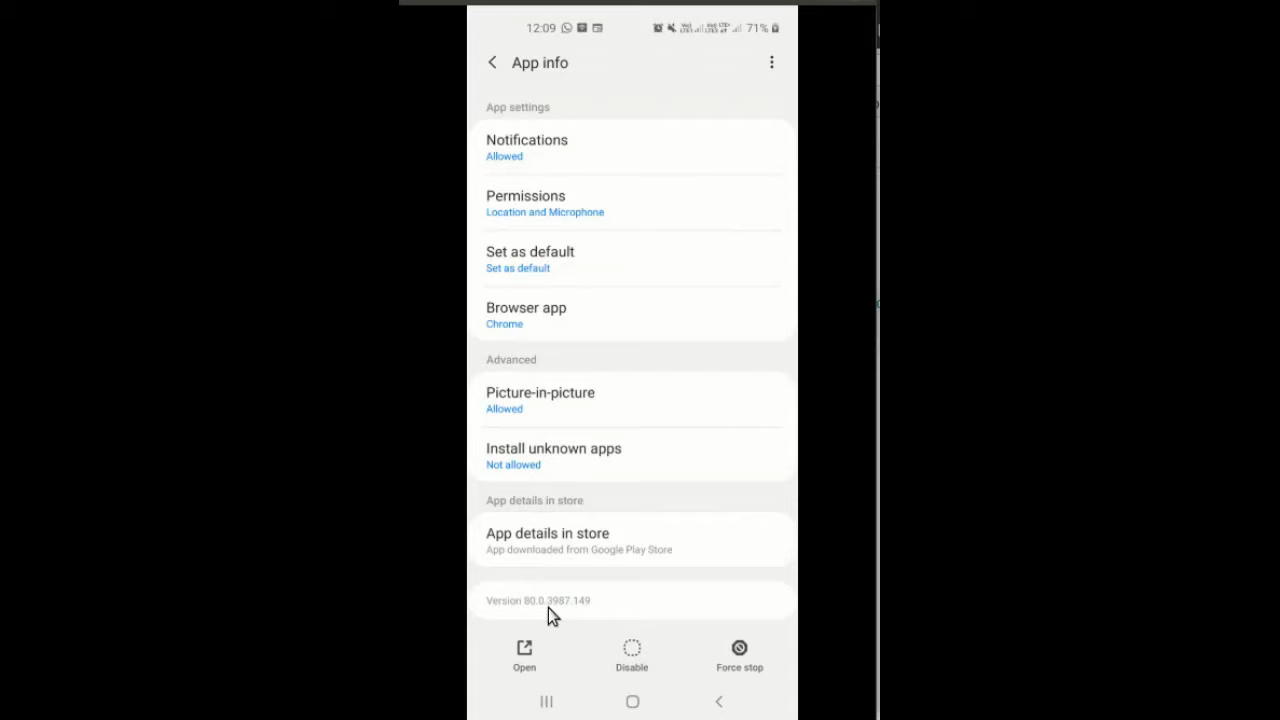 12:09 71%
App info
App settings
Notifications
Allowed
Permissions
Location and Microphone
Set as default
Set as default
Browser app
Chrome
Advanced
Picture-in-picture
Allowed
Install unknown apps
Not allowed
App details in store
App details in store
App downloaded from Google Play Store
Version 80.0.3987.149
Open Disable Force stop